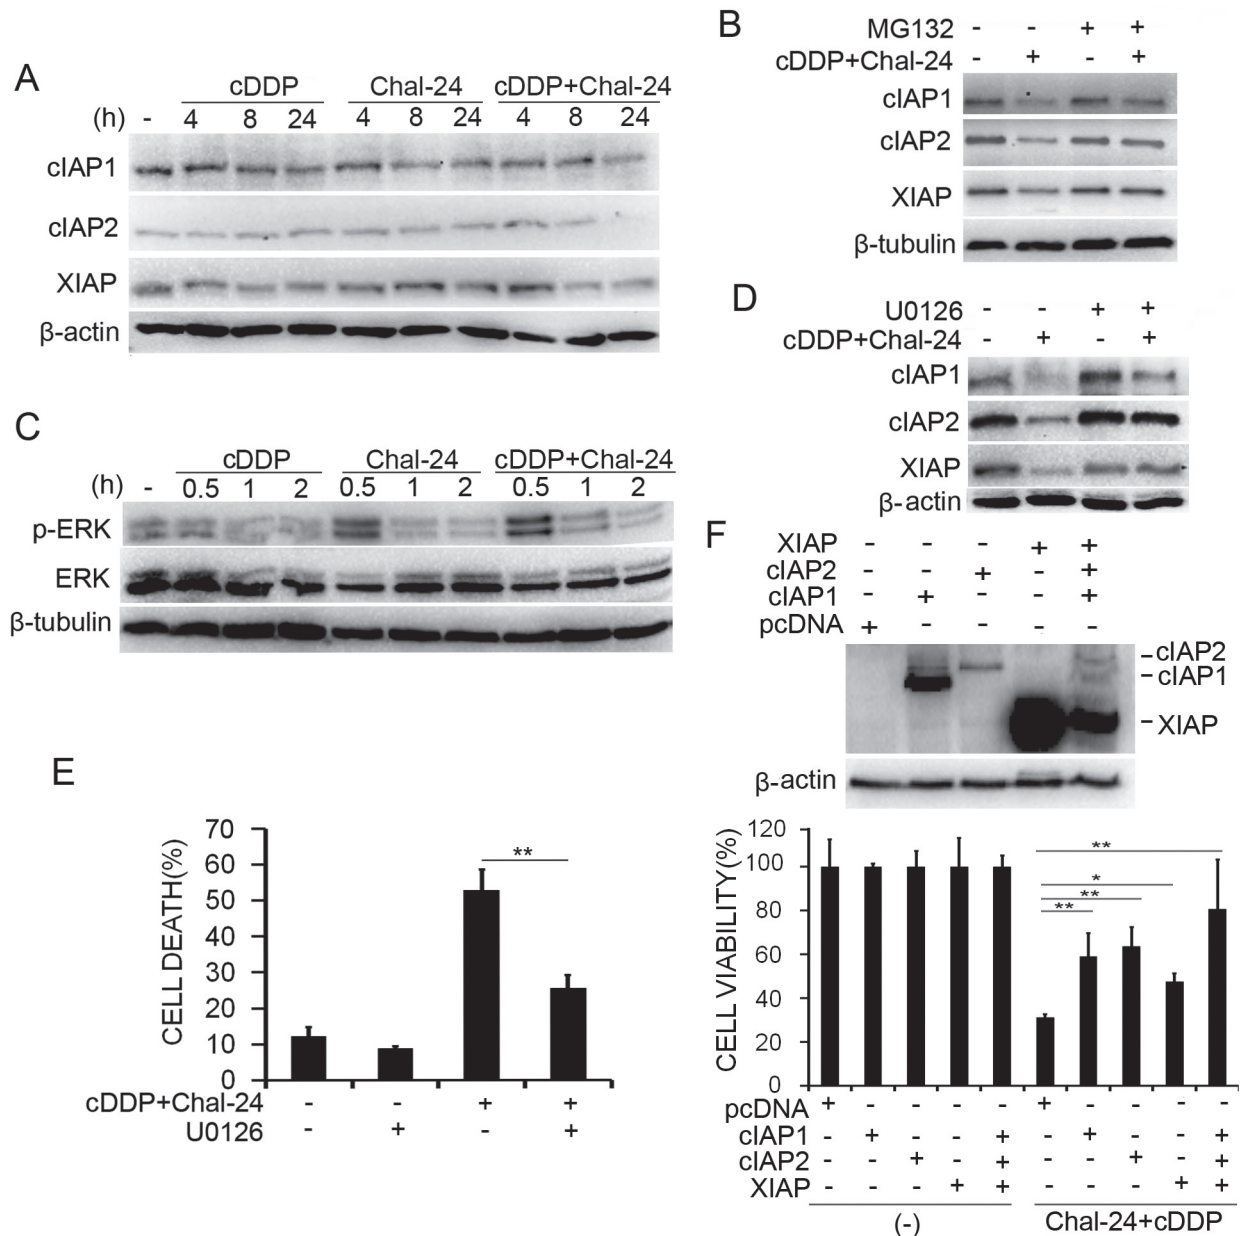 A
cDDP Chal-24 cDDP+Chal-24
(h) - 4 8 24 4 8 24 4 8 24
cIAP1
cIAP2
XIAP
β-actin
B
MG132 - - + +
cDDP+Chal-24 - + - +
cIAP1
cIAP2
XIAP
β-tubulin
C
cDDP Chal-24 cDDP+Chal-24
(h) - 0.5 1 2 0.5 1 2 0.5 1 2
p-ERK
ERK
β-tubulin
D
U0126 - - + +
cDDP+Chal-24 - + - +
cIAP1
cIAP2
XIAP
β-actin
E
CELL DEATH(%)
70
60
50
40
30
20
10
0
**
cDDP+Chal-24 - - + +
U0126 - + - +
F
XIAP - - - + +
cIAP2 - - + - +
cIAP1 - + - - +
pcDNA + - - - -
cIAP2
cIAP1
XIAP
β-actin
CELL VIABILITY(%)
120
100
80
60
40
20
0
**
*
**
**
pcDNA + - - - - + - - - -
cIAP1 - + - - + - + - - +
cIAP2 - - + - + - - + - +
XIAP - - - + + - - - + +
(-) Chal-24+cDDP